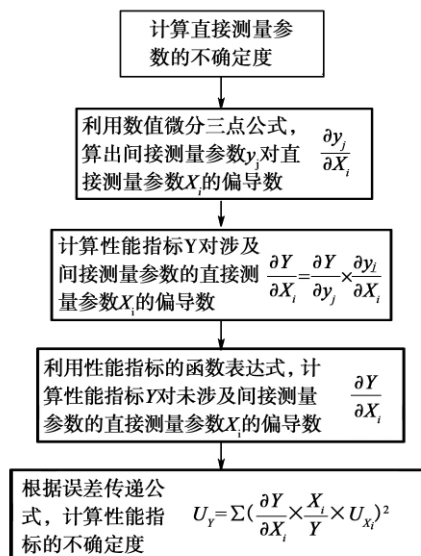 计算直接测量参
数的不确定度
利用数值微分三点公式，
算出间接测量参数y_j对直
接测量参数X_i的偏导数
∂y_j/∂X_i
计算性能指标Y对涉及
间接测量参数的直接测
量参数X_i的偏导数
∂Y/∂X_i=∂Y/∂y_j×∂y_j/∂X_i
利用性能指标的函数表达式，计
算性能指标Y对未涉及间接测量
参数的直接测量参数X_i的偏导数
∂Y/∂X_i
根据误差传递公
式，计算性能指
标的不确定度
U_Y=Σ(∂Y/∂X_i×X_i/Y×U_{X_i})²